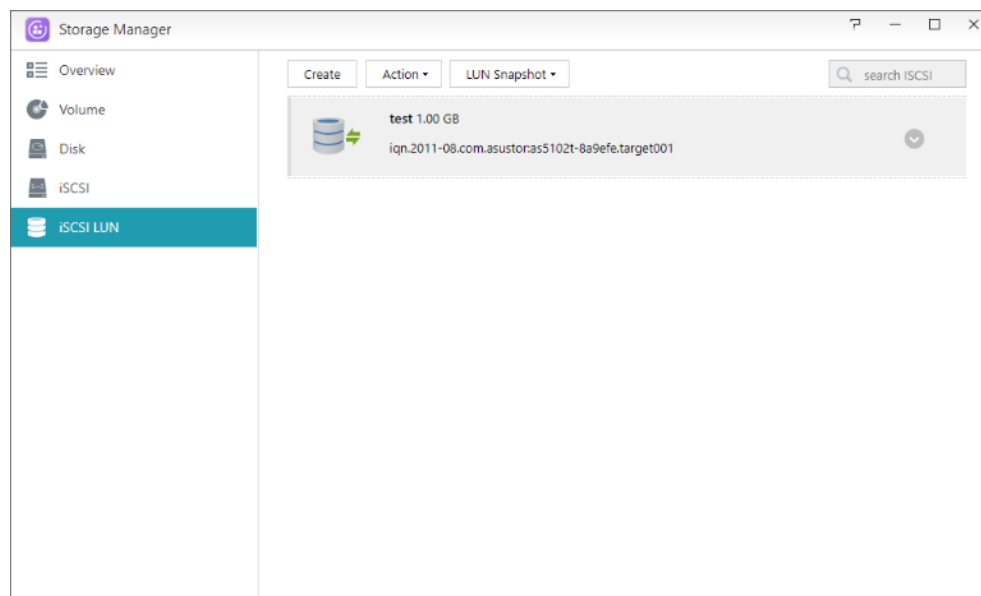 Storage Manager
Overview
Volume
Disk
iSCSI
iSCSI LUN
Create
Action
LUN Snapshot
search iSCSI
test 1.00 GB
iqn.2011-08.com.asustor:as5102t-8a9efe.target001